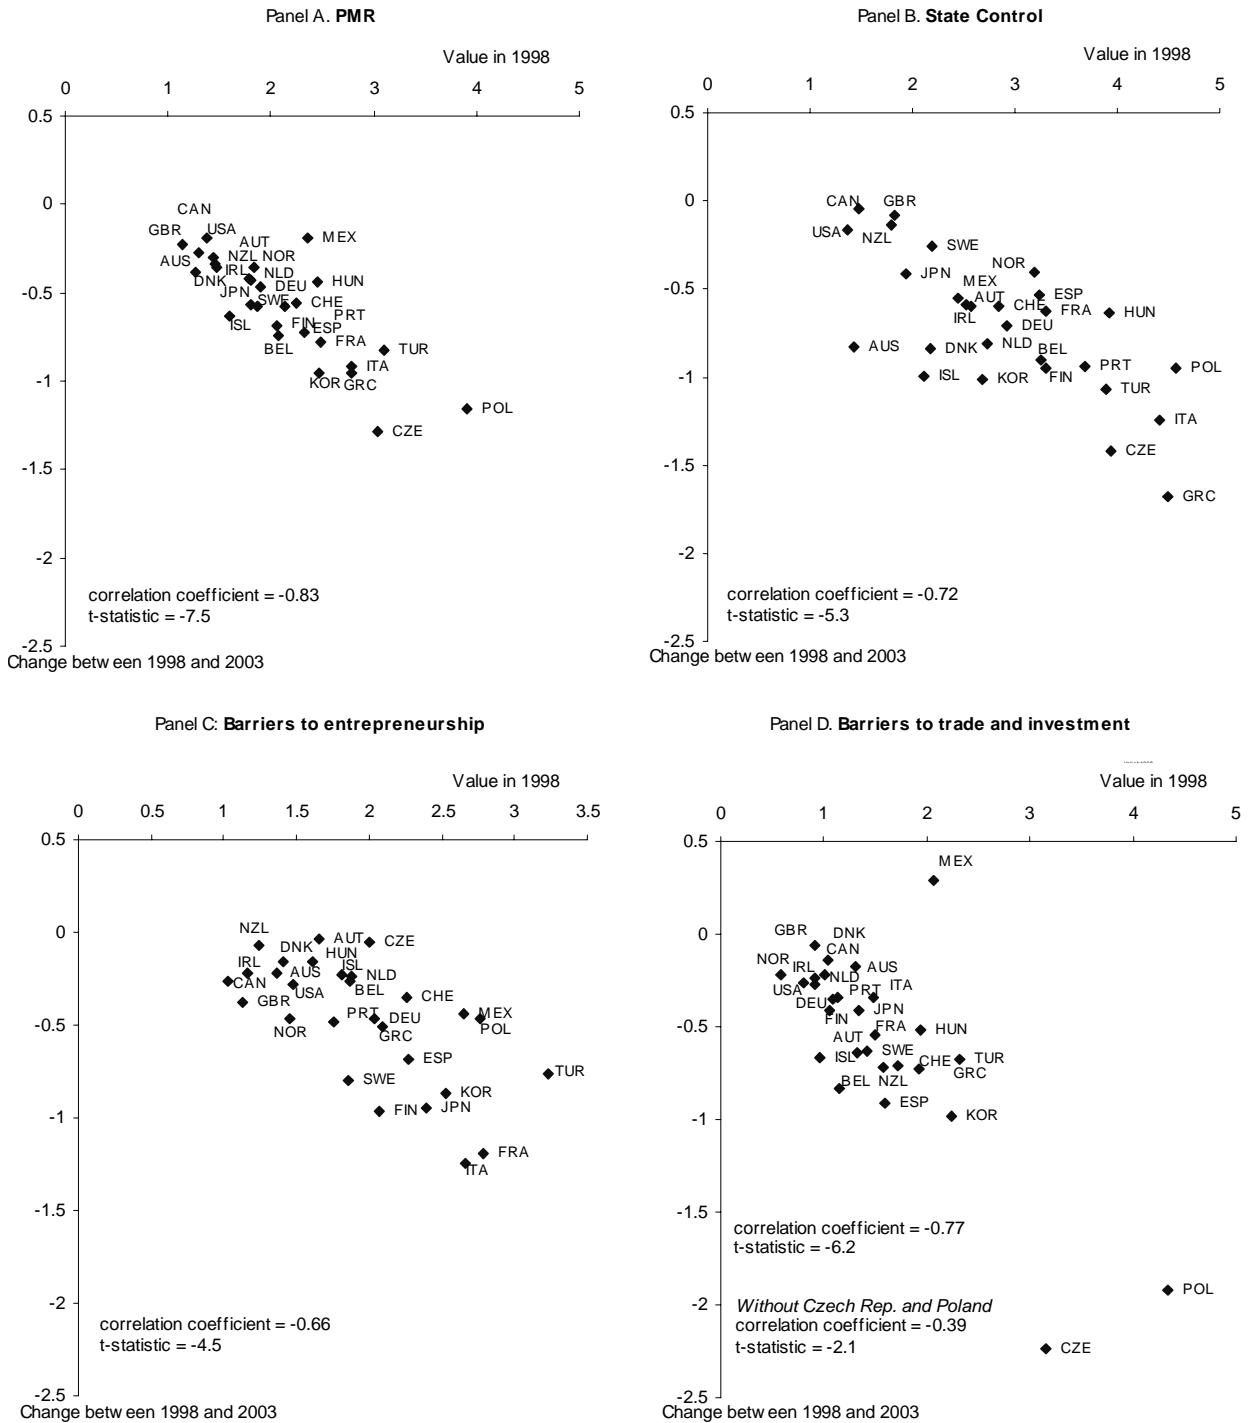 Panel A. PMR
Value in 1998
0 1 2 3 4 5
0.5
0
CAN
GBR USA
AUT MEX
AUS NZL NOR
IRL NLD
DNK DEU HUN
-0.5
JPN SWE CHE
PRT
ISL FIN ESP
BEL FRA
TUR
ITA
KOR GRC
-1
POL
CZE
-1.5
-2
correlation coefficient = -0.83
t-statistic = -7.5
-2.5
Change between 1998 and 2003
Panel B. State Control
Value in 1998
0 1 2 3 4 5
0.5
0
CAN GBR
USA NZL
SWE
JPN NOR
MEX
AUT ESP
-0.5
IRL CHE FRA HUN
DEU
AUS DNK NLD BEL
ISL KOR FIN PRT POL
-1
TUR
ITA
CZE
-1.5
GRC
-2
correlation coefficient = -0.72
t-statistic = -5.3
-2.5
Change between 1998 and 2003
Panel C: Barriers to entrepreneurship
Value in 1998
0 0.5 1 1.5 2 2.5 3 3.5
0.5
0
NZL
DNK AUT CZE
HUN
IRL AUS ISL NLD
CAN USA BEL
GBR CHE
-0.5
NOR PRT DEU MEX
GRC POL
ESP
TUR
SWE KOR
FIN JPN
-1
FRA
ITA
-1.5
-2
correlation coefficient = -0.66
t-statistic = -4.5
-2.5
Change between 1998 and 2003
Panel D. Barriers to trade and investment
Value in 1998
0 1 2 3 4 5
0.5
MEX
0
GBR DNK
CAN
NOR IRL AUS
NLD
USA PRT ITA
DEU
FIN JPN
-0.5
FRA HUN
AUT
ISL SWE CHE TUR
BEL NZL GRC
ESP
KOR
-1
-1.5
correlation coefficient = -0.77
t-statistic = -6.2
POL
-2
Without Czech Rep. and Poland
correlation coefficient = -0.39
t-statistic = -2.1
CZE
-2.5
Change between 1998 and 2003